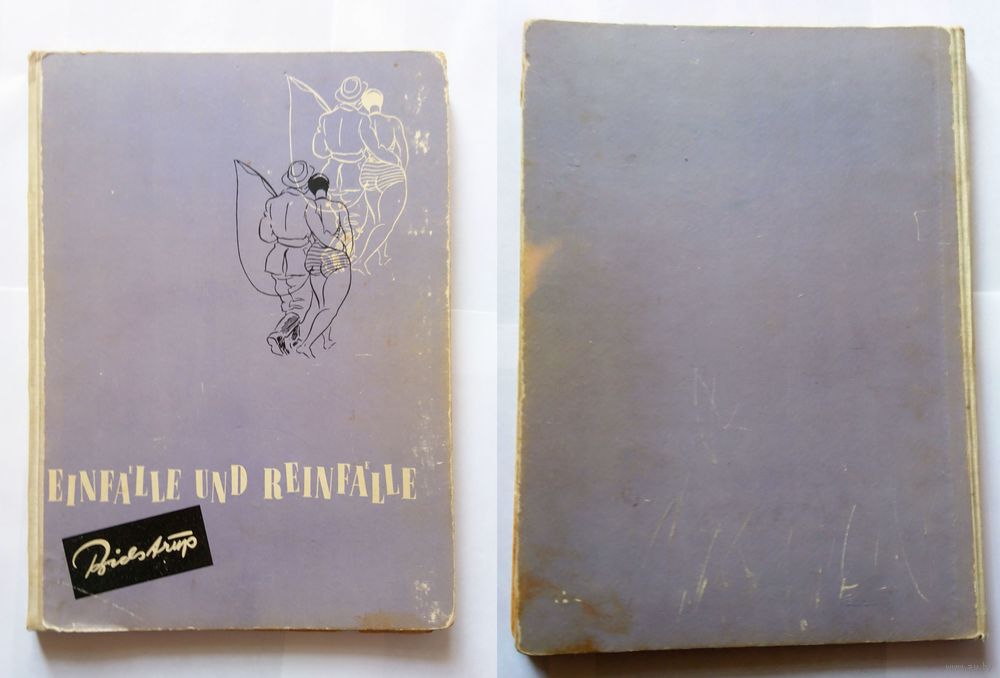 EINFÄLLE UND REINFÄLLE
Bidstrup